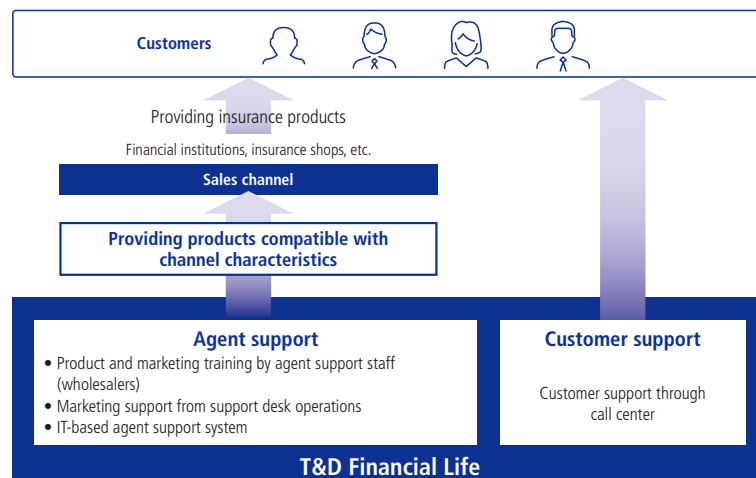 Customers
Providing insurance products
Financial institutions, insurance shops, etc.
Sales channel
Providing products compatible with
channel characteristics
Agent support
• Product and marketing training by agent support staff
(wholesalers)
• Marketing support from support desk operations
• IT-based agent support system
Customer support
Customer support through
call center
T&D Financial Life